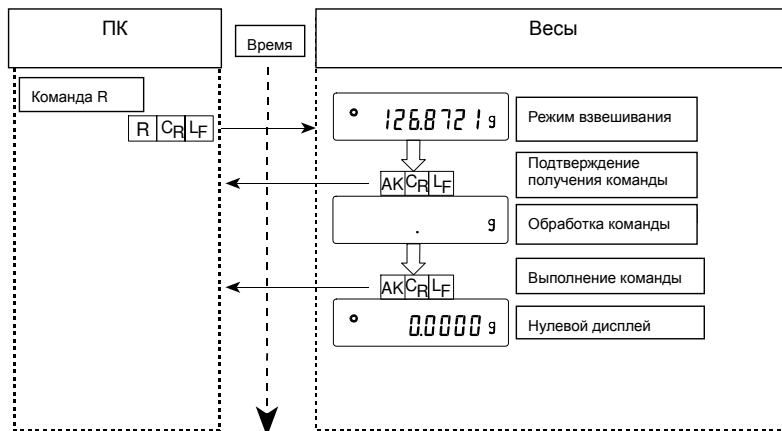 ПК
Время
Весы
Команда R
R CR LF
126.8721 g
Режим взвешивания
AK CR LF
Подтверждение
получения команды
. g
Обработка команды
AK CR LF
Выполнение команды
0.0000 g
Нулевой дисплей